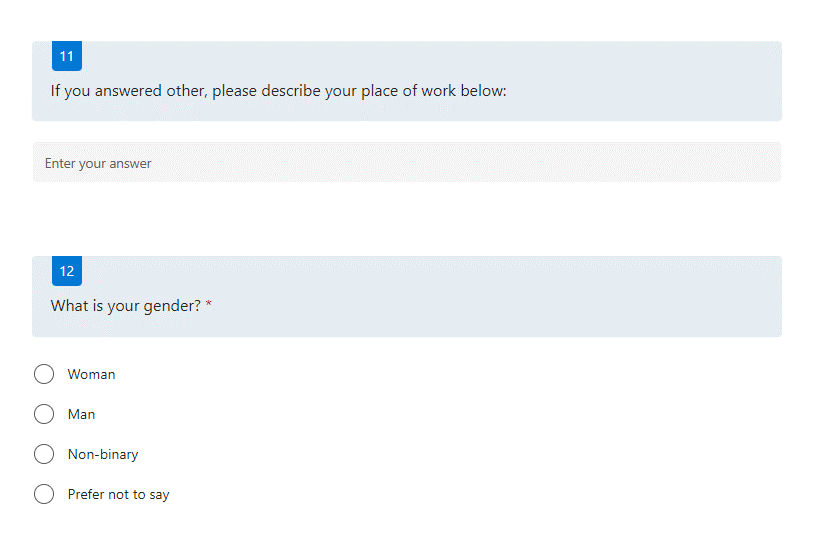 11
If you answered other, please describe your place of work below:
Enter your answer
12
What is your gender? *
Woman
Man
Non-binary
Prefer not to say